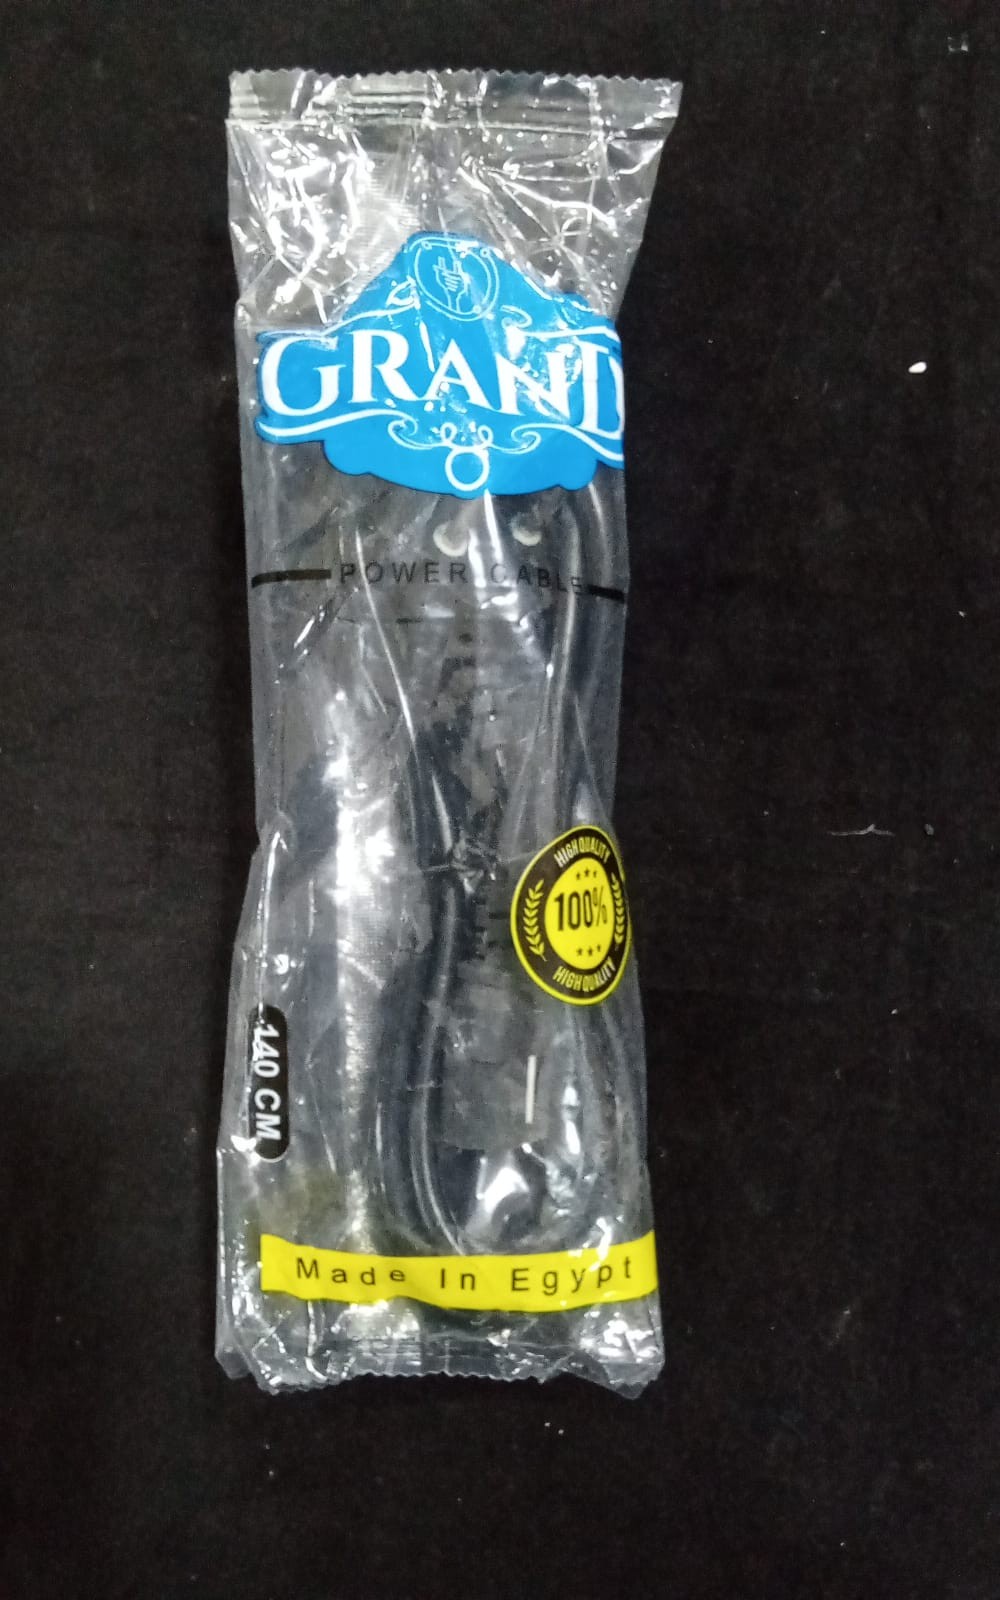 GRAND
POWER CABLE
HIGH QUALITY
100%
HIGH QUALITY
140 CM
Made In Egypt